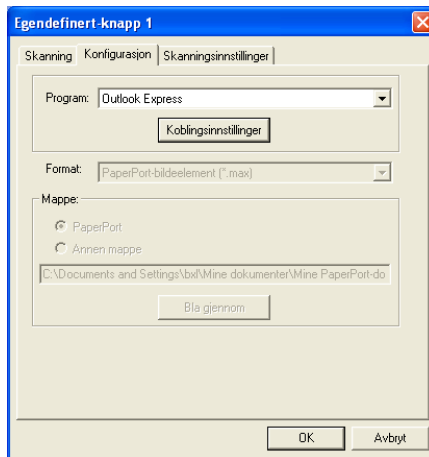 Egendefinert-knapp 1
Skanning Konfigurasjon Skanningsinnstillinger
Program: Outlook Express
Koblingsinnstillinger
Format: PaperPort-bildeelement (*.max)
Mappe:
PaperPort
Annen mappe
C:\Documents and Settings\bxl\Mine dokumenter\Mine PaperPort-do
Bla gjennom
OK Avbryt